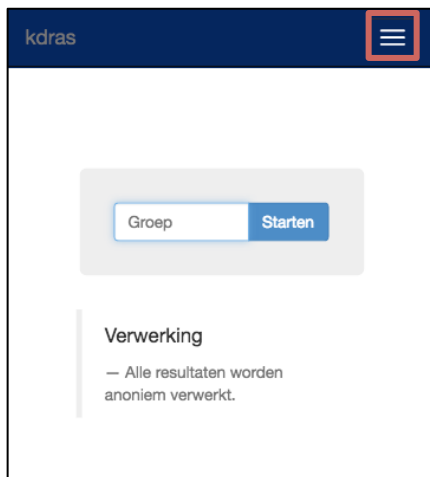 kdras
Groep Starten
Verwerking
— Alle resultaten worden
anoniem verwerkt.